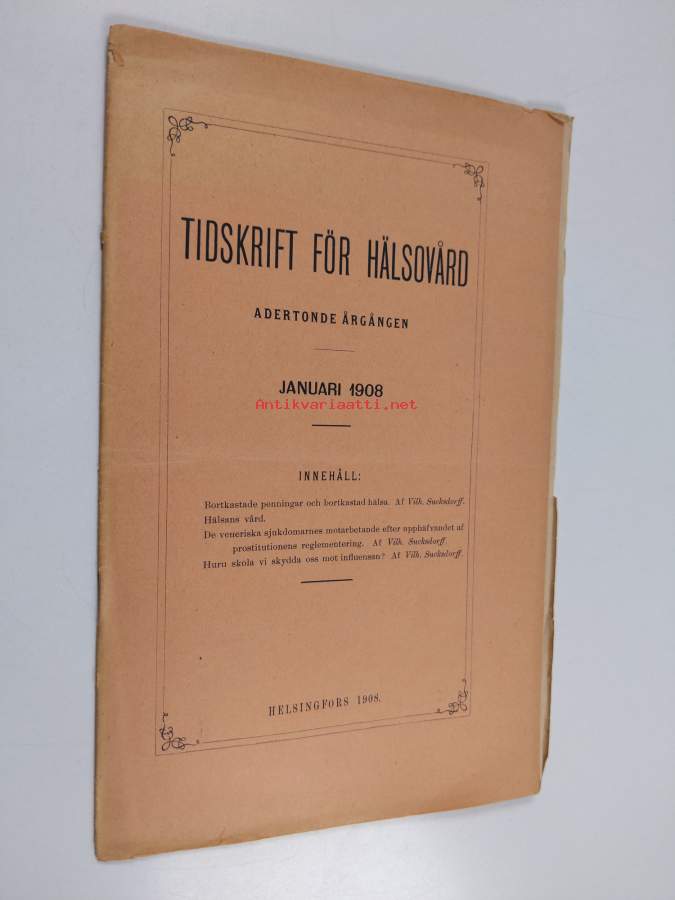 TIDSKRIFT FÖR HÄLSOVÅRD
ADERTONDE ÅRGÅNGEN
JANUARI 1908
Antikvariaatti.net
INNEHÅLL:
Bortkastade penningar och bortkastad hälsa. Af Vilh. Sucksdorff.
Hälsans vård.
De veneriska sjukdomarnes motarbetande efter upphäfvandet af
prostitutionens reglementering. Af Vilh. Sucksdorff.
Huru skola vi skydda oss mot influensan? Af Vilh. Sucksdorff.
HELSINGFORS 1908.